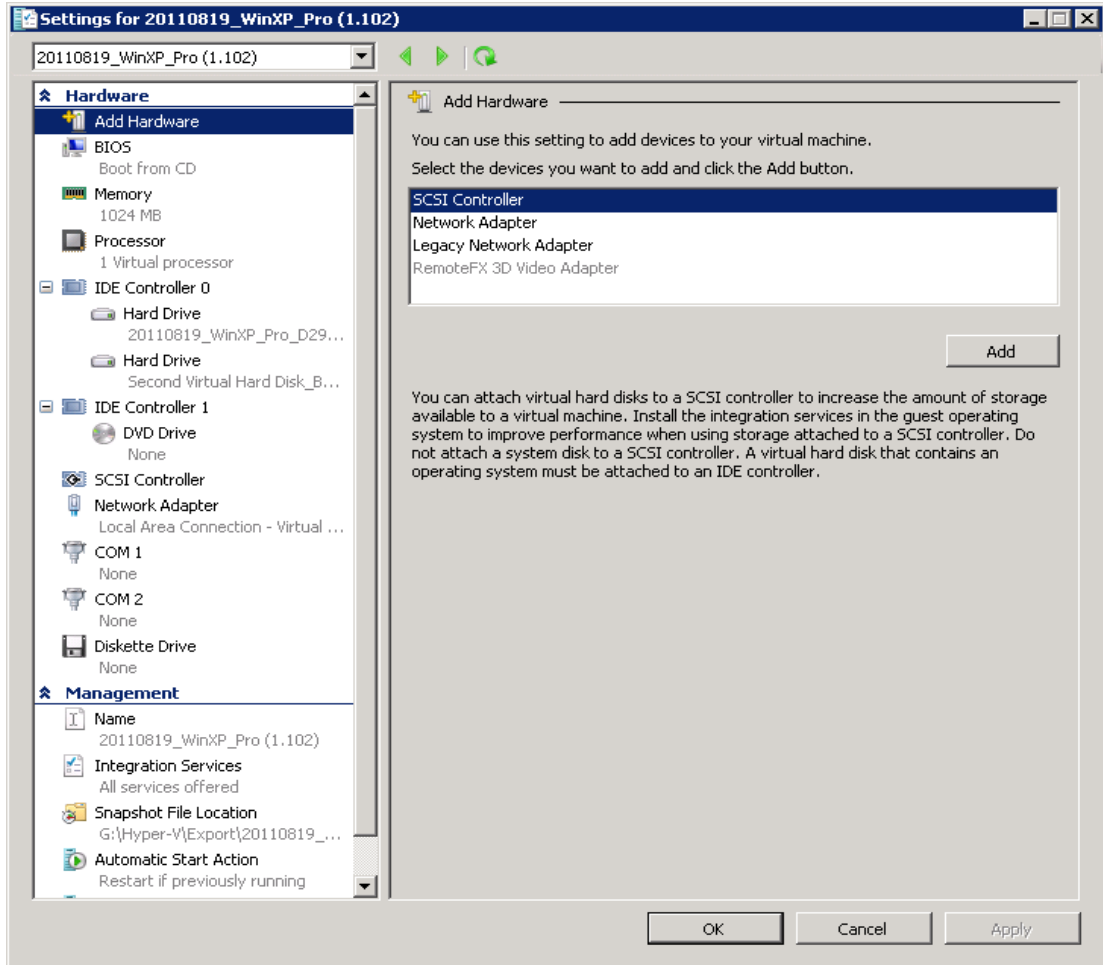 Settings for 20110819_WinXP_Pro (1.102)
20110819_WinXP_Pro (1.102)
Hardware
Add Hardware
BIOS
Boot from CD
Memory
1024 MB
Processor
1 Virtual processor
IDE Controller 0
Hard Drive
20110819_WinXP_Pro_D29...
Hard Drive
Second Virtual Hard Disk_B...
IDE Controller 1
DVD Drive
None
SCSI Controller
Network Adapter
Local Area Connection - Virtual ...
COM 1
None
COM 2
None
Diskette Drive
None
Management
Name
20110819_WinXP_Pro (1.102)
Integration Services
All services offered
Snapshot File Location
G:\Hyper-V\Export\20110819_...
Automatic Start Action
Restart if previously running
Add Hardware
You can use this setting to add devices to your virtual machine.
Select the devices you want to add and click the Add button.
SCSI Controller
Network Adapter
Legacy Network Adapter
RemoteFX 3D Video Adapter
Add
You can attach virtual hard disks to a SCSI controller to increase the amount of storage
available to a virtual machine. Install the integration services in the guest operating
system to improve performance when using storage attached to a SCSI controller. Do
not attach a system disk to a SCSI controller. A virtual hard disk that contains an
operating system must be attached to an IDE controller.
OK
Cancel
Apply